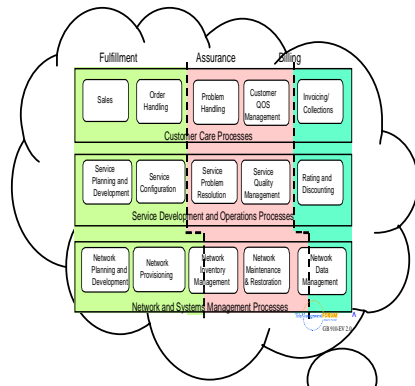 Fulfillment Assurance Billing
Sales
Order
Handling
Problem
Handling
Customer
QOS
Management
Invoicing/
Collections
Customer Care Processes
Service
Planning and
Development
Service
Configuration
Service
Problem
Resolution
Service
Quality
Management
Rating and
Discounting
Service Development and Operations Processes
Network
Planning and
Development
Network
Provisioning
Network
Inventory
Management
Network
Maintenance
& Restoration
Network
Data
Management
Network and Systems Management Processes
GB910-EV 2.0